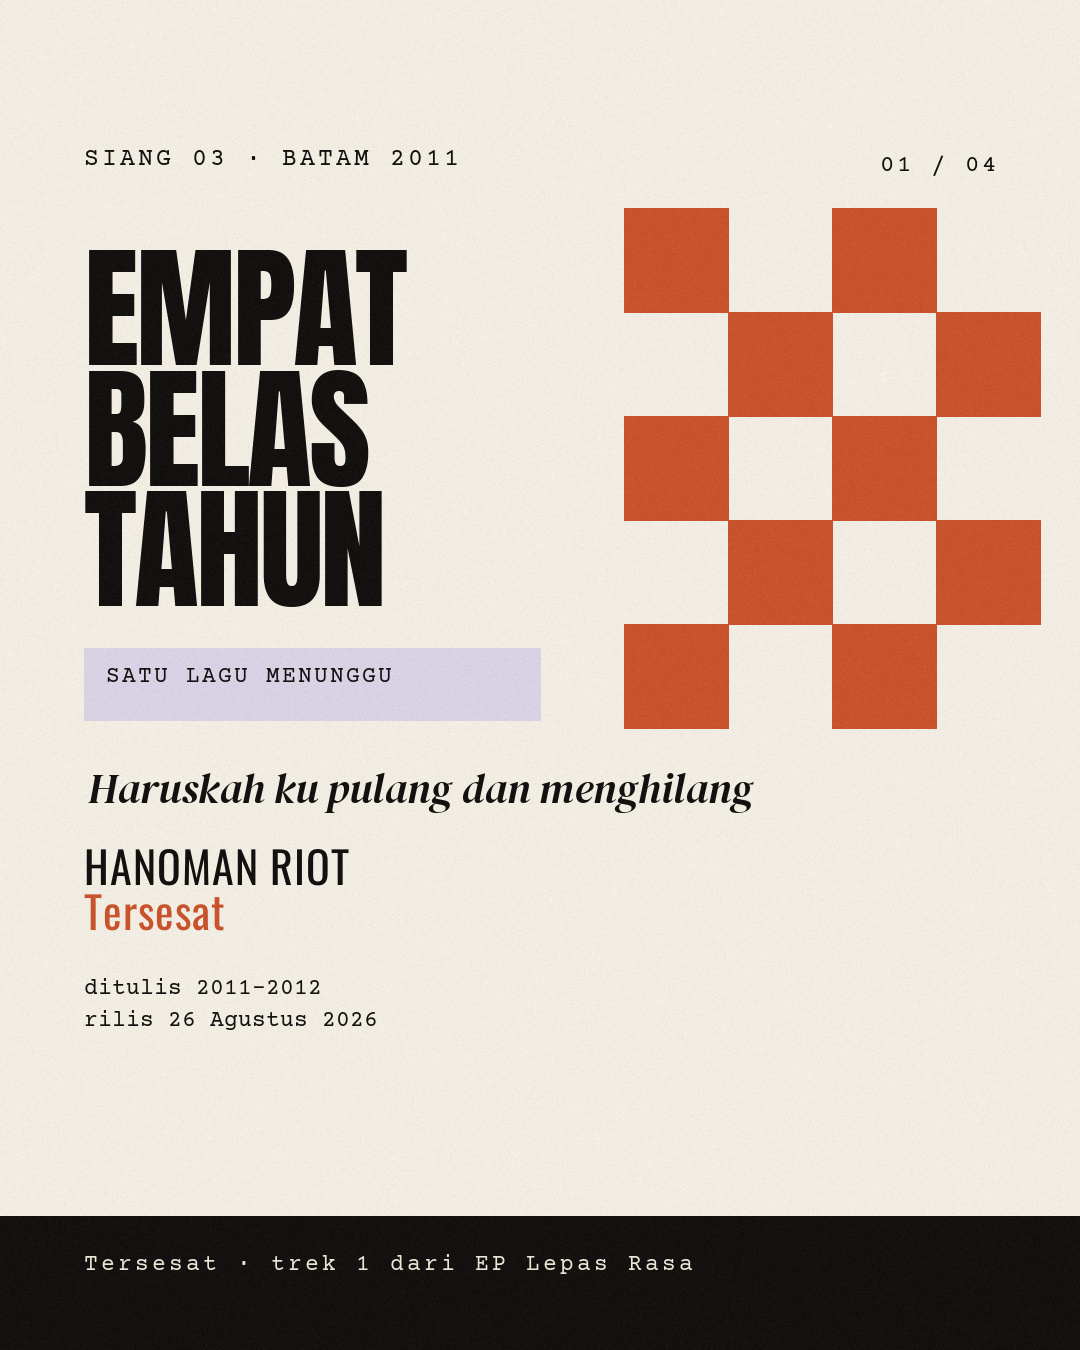 SIANG 03 · BATAM 2011
01 / 04
EMPAT
BELAS
TAHUN
SATU LAGU MENUNGGU
Haruskah ku pulang dan menghilang
HANOMAN RIOT
Tersesat
ditulis 2011–2012
rilis 26 Agustus 2026
Tersesat · trek 1 dari EP Lepas Rasa